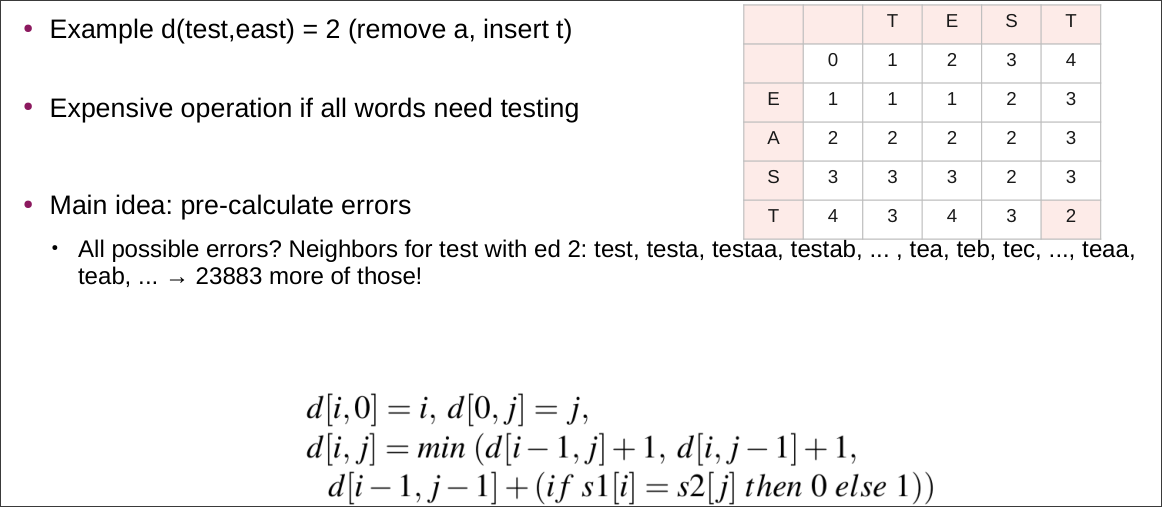 • Example d(test,east) = 2 (remove a, insert t)
• Expensive operation if all words need testing
• Main idea: pre-calculate errors
• All possible errors? Neighbors for test with ed 2: test, testa, testaa, testab, ... , tea, teb, tec, ..., teaa,
teab, ... → 23883 more of those!
T E S T
0 1 2 3 4
E 1 1 1 2 3
A 2 2 2 2 3
S 3 3 3 2 3
T 4 3 4 3 2
d[i,0] = i, d[0, j] = j,
d[i, j] = min (d[i − 1, j] + 1, d[i, j − 1] + 1,
d[i − 1, j − 1] + (if s1[i] = s2[j] then 0 else 1))